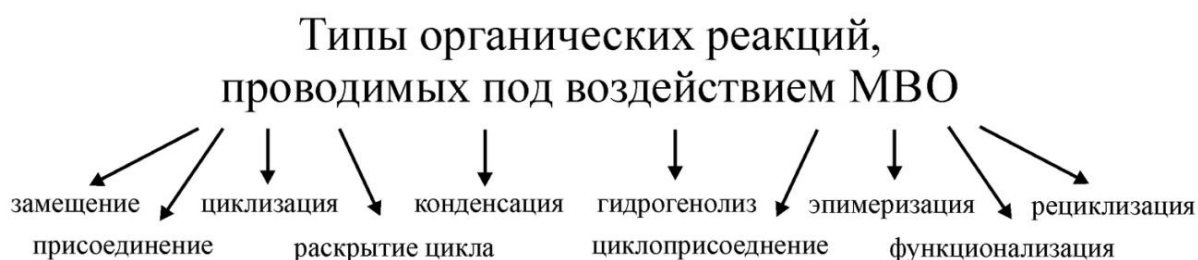 Типы органических реакций,
проводимых под воздействием МВО
замещение циклизация конденсация гидрогенолиз эпимеризация рециклизация
присоединение раскрытие цикла циклоприсоеднение функционализация